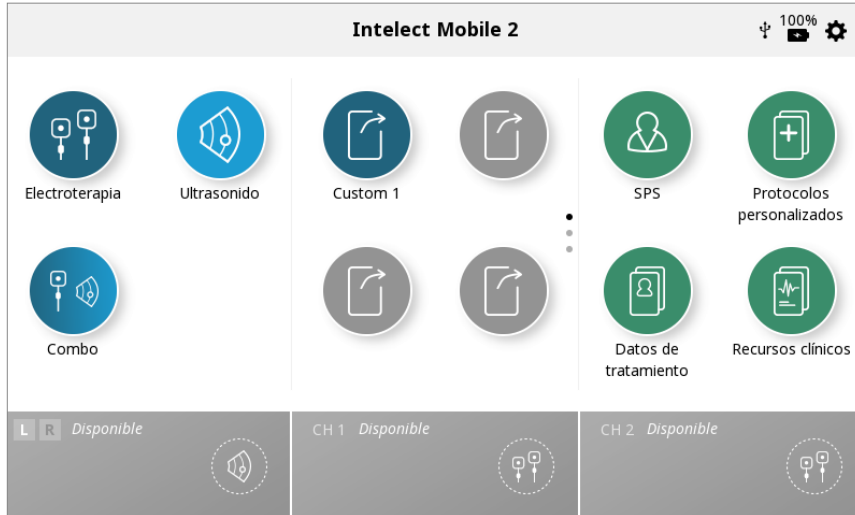 Intelect Mobile 2
100%
Electroterapia
Ultrasonido
Combo
Custom 1
SPS
Protocolos
personalizados
Datos de
tratamiento
Recursos clínicos
L R Disponible
CH 1 Disponible
CH 2 Disponible